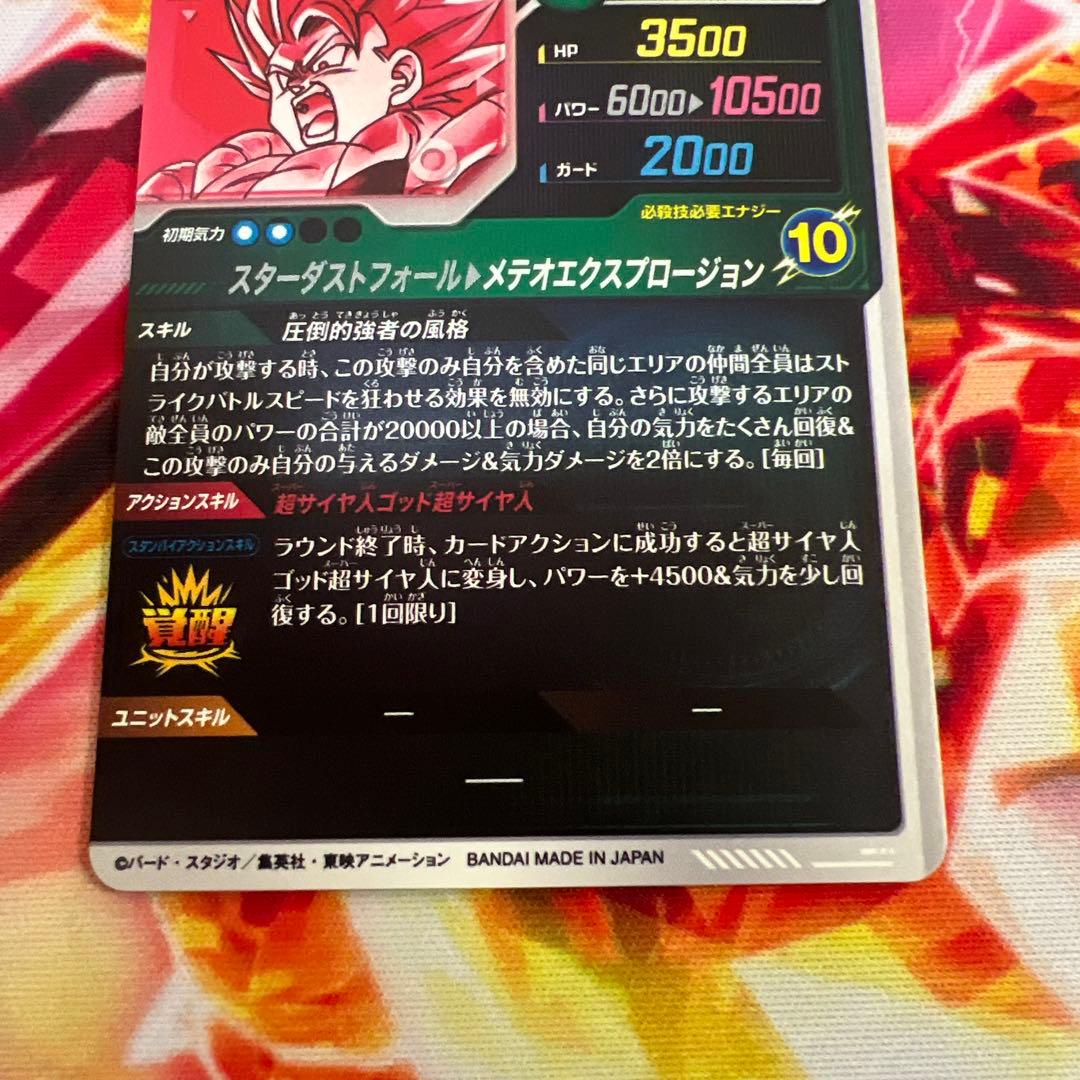 HP 3500
パワー 6000▶10500
ガード 2000
必殺技必要エナジー
初期気力 10
スターダストフォール▶メテオエクスプロージョン
スキル 圧倒的強者の風格
自分が攻撃する時、この攻撃のみ自分を含めた同じエリアの仲間全員はスト
ライクバトルスピードを狂わせる効果を無効にする。さらに攻撃するエリアの
敵全員のパワーの合計が20000以上の場合、自分の気力をたくさん回復&
この攻撃のみ自分の与えるダメージ&気力ダメージを2倍にする。[毎回]
アクションスキル 超サイヤ人ゴッド超サイヤ人
スタンバイアクションスキル
ラウンド終了時、カードアクションに成功すると超サイヤ人
ゴッド超サイヤ人に変身し、パワーを+4500&気力を少し回
復する。[1回限り]
覚醒
ユニットスキル ― ―
―
©バード・スタジオ／集英社・東映アニメーション BANDAI MADE IN JAPAN